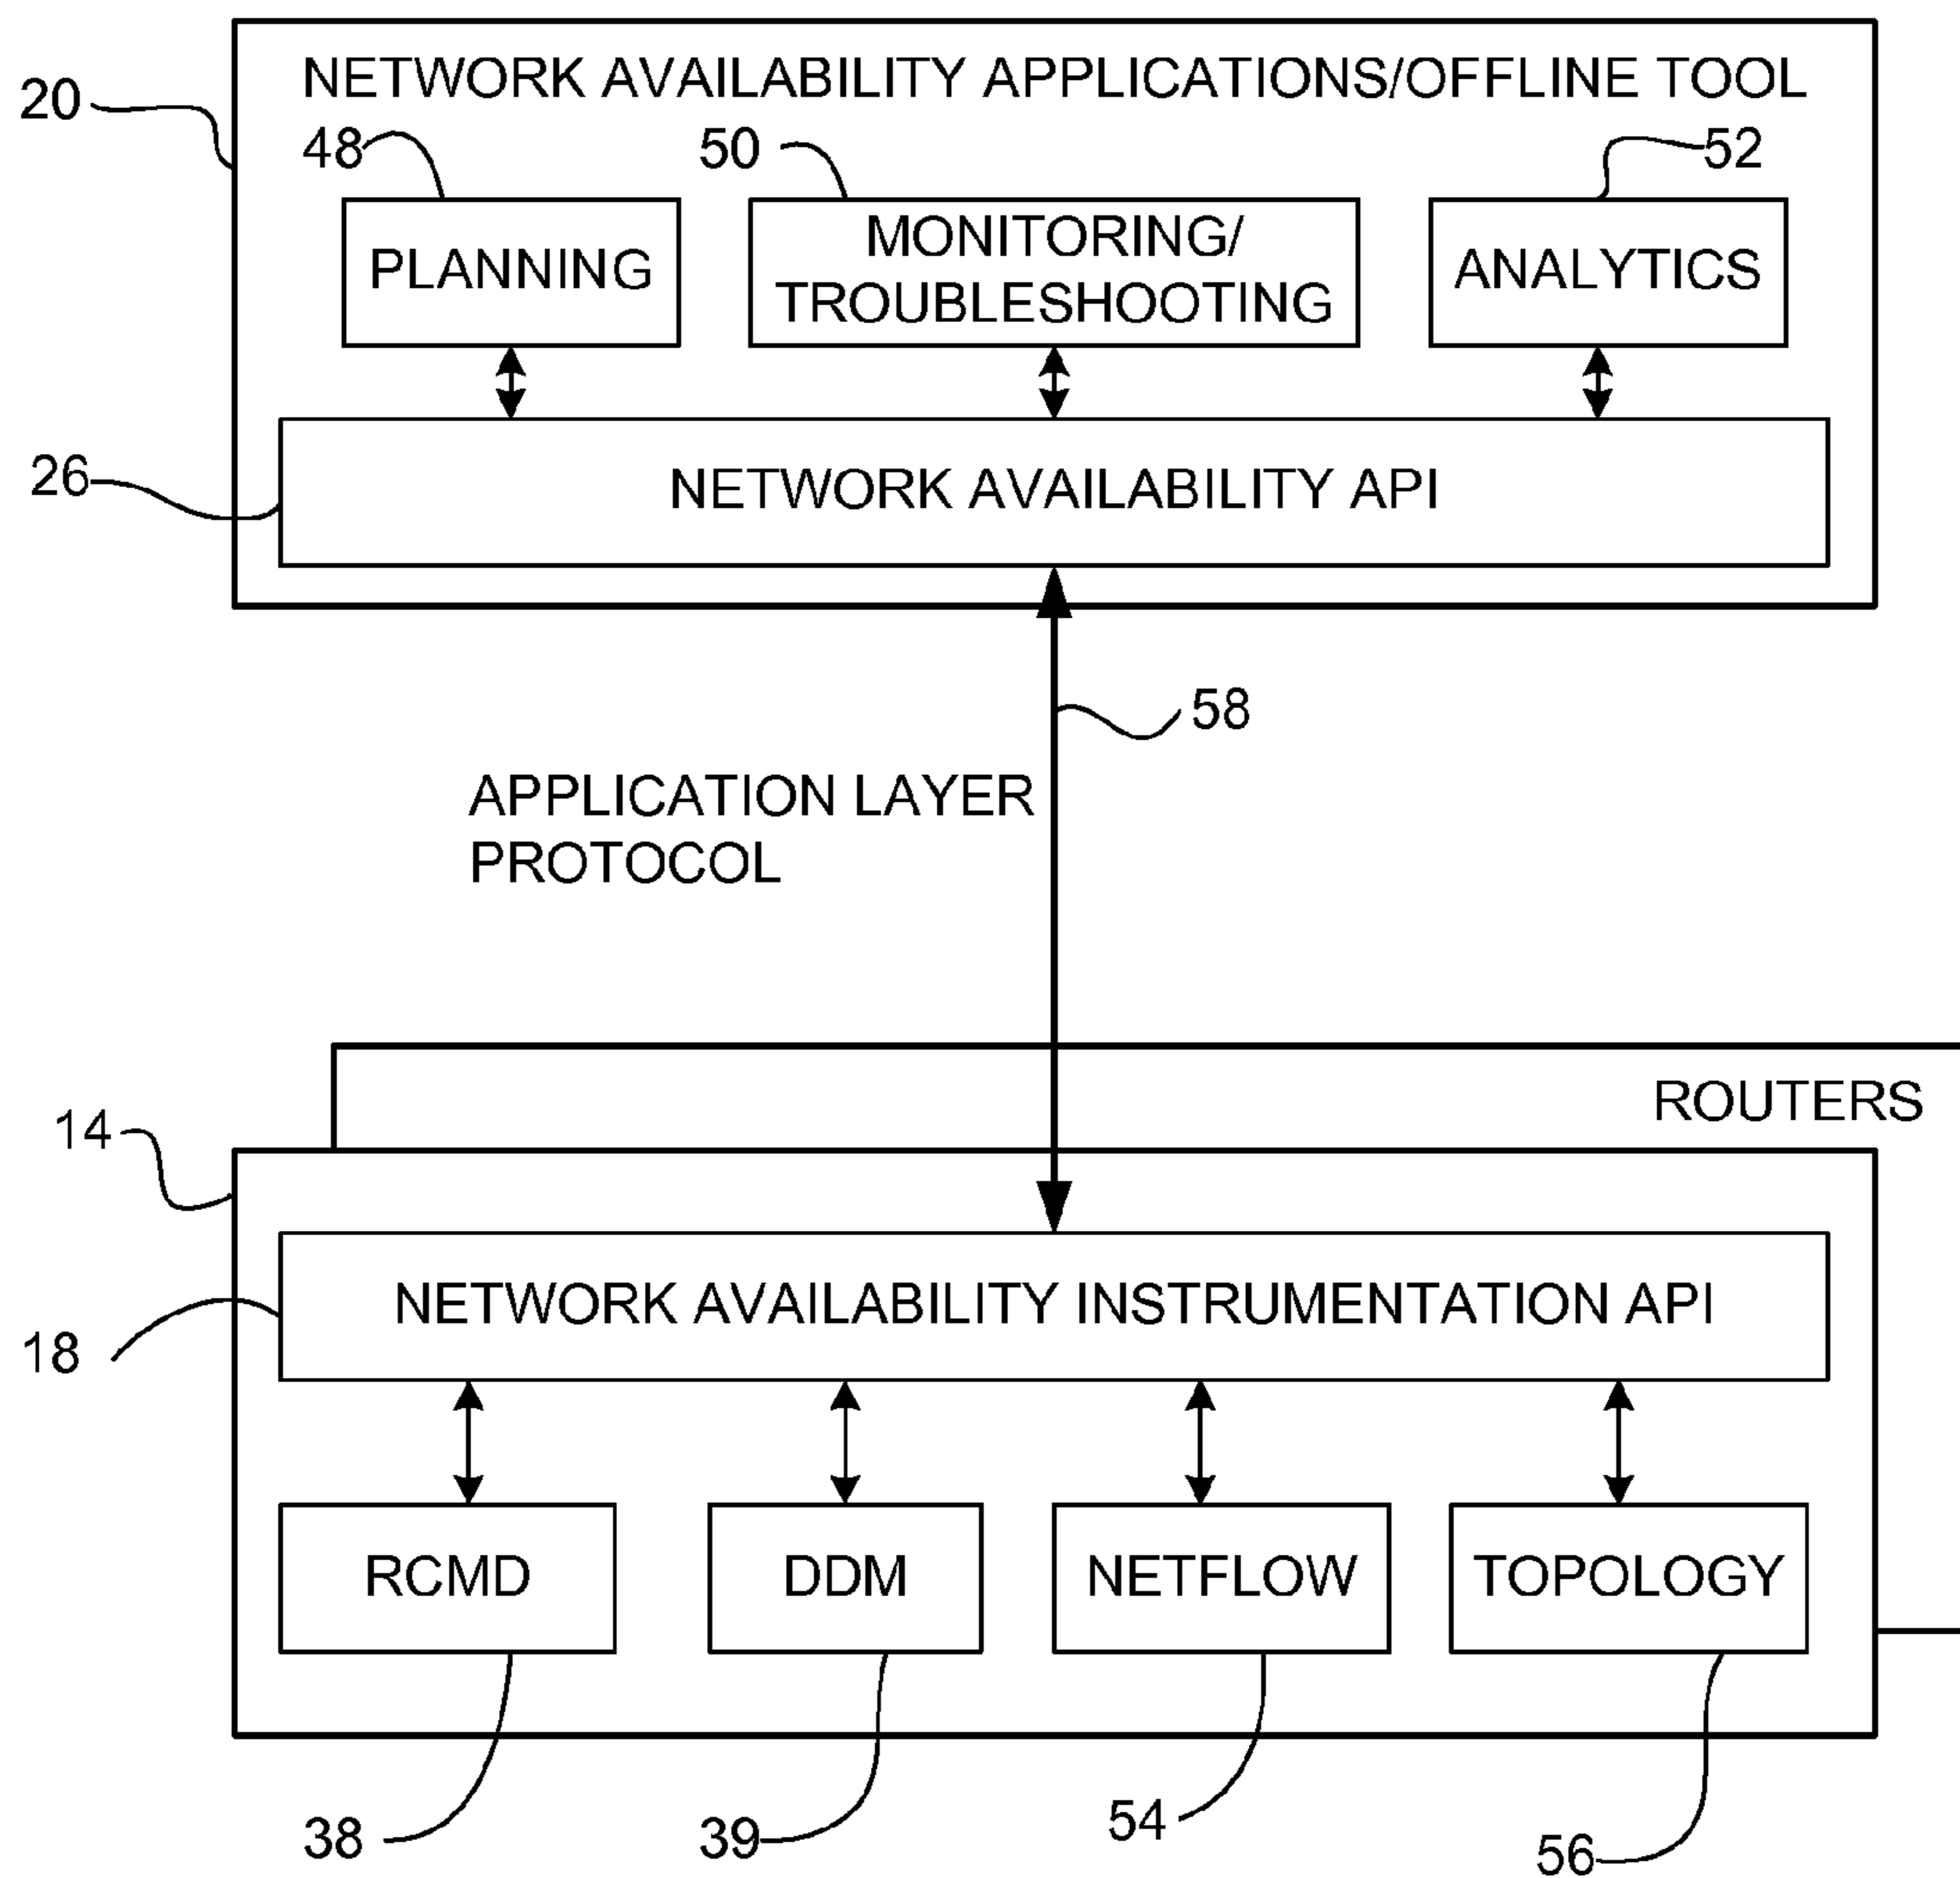 NETWORK AVAILABILITY APPLICATIONS/OFFLINE TOOL
20
48
50
52
PLANNING
MONITORING/
TROUBLESHOOTING
ANALYTICS
26
NETWORK AVAILABILITY API
58
APPLICATION LAYER
PROTOCOL
ROUTERS
14
NETWORK AVAILABILITY INSTRUMENTATION API
18
RCMD
DDM
NETFLOW
TOPOLOGY
38
39
54
56